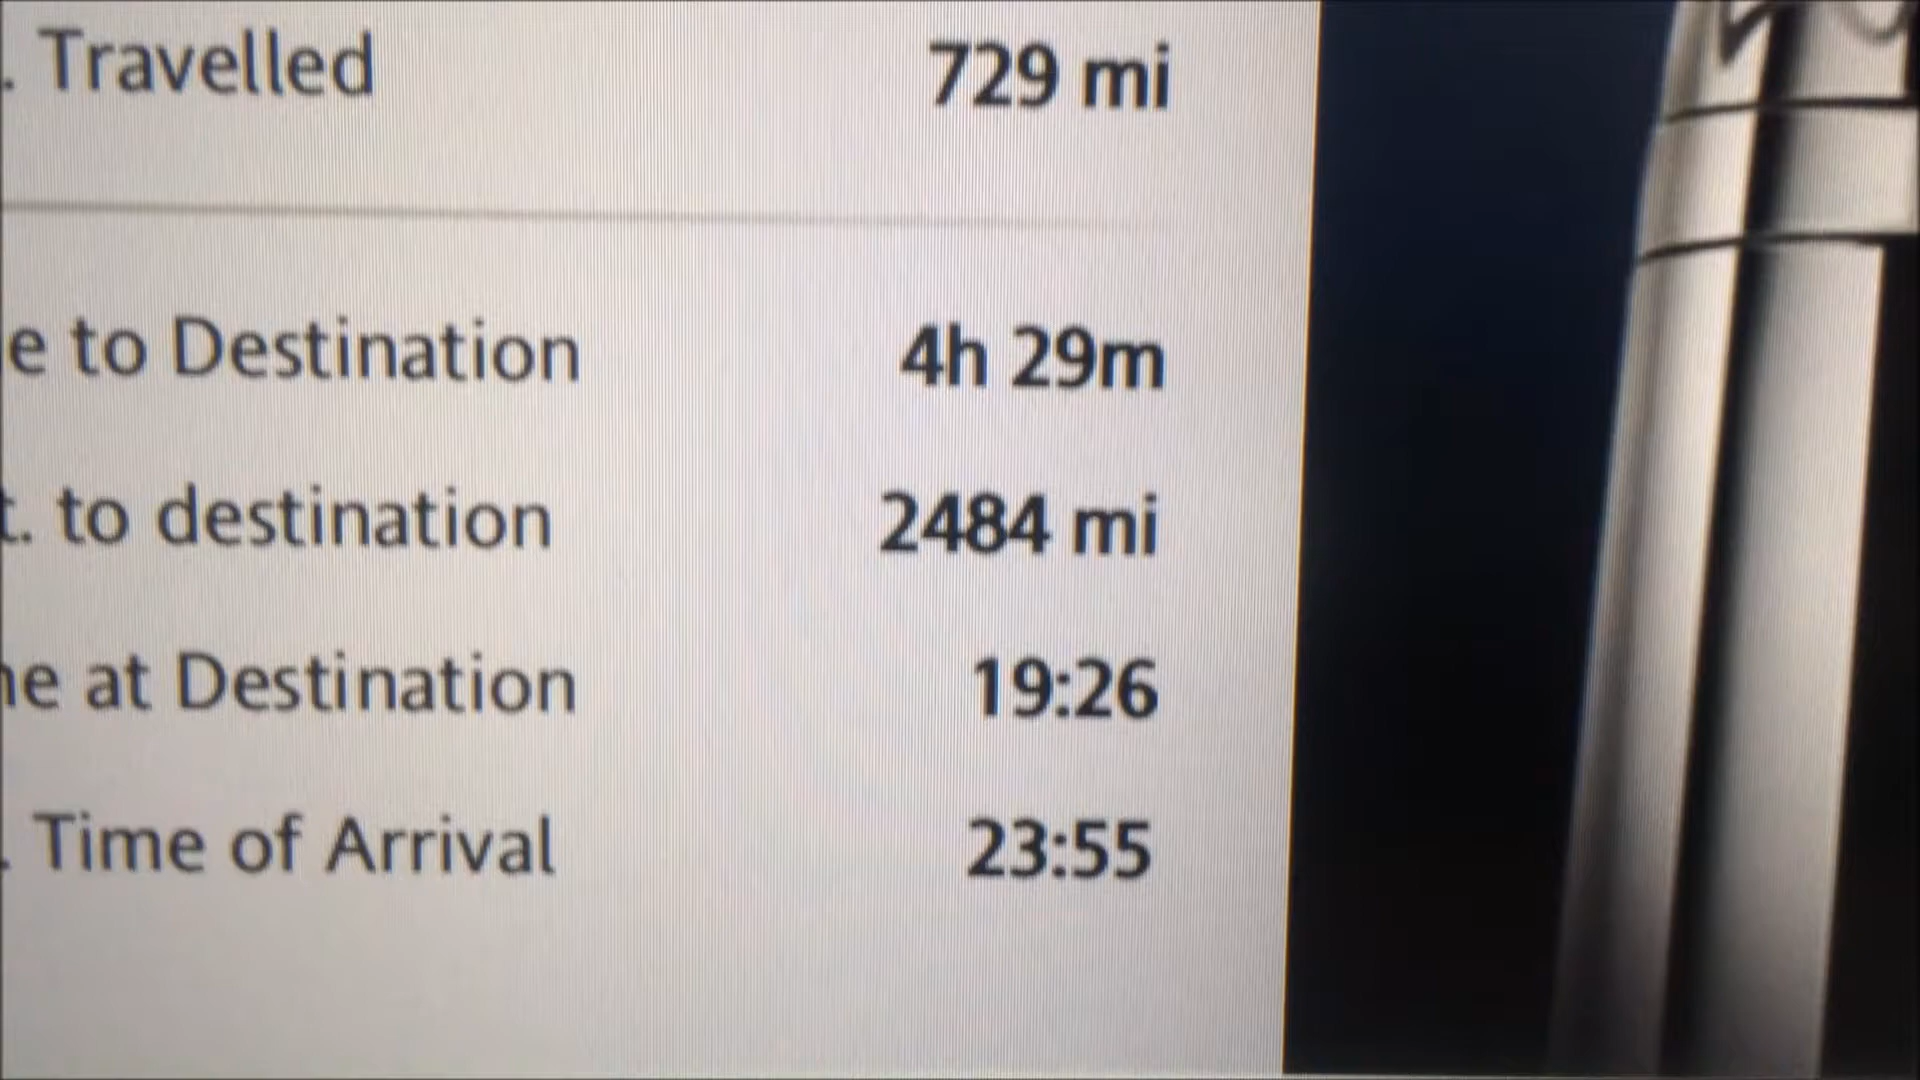 . Travelled 729 mi
e to Destination 4h 29m
t. to destination 2484 mi
ne at Destination 19:26
. Time of Arrival 23:55